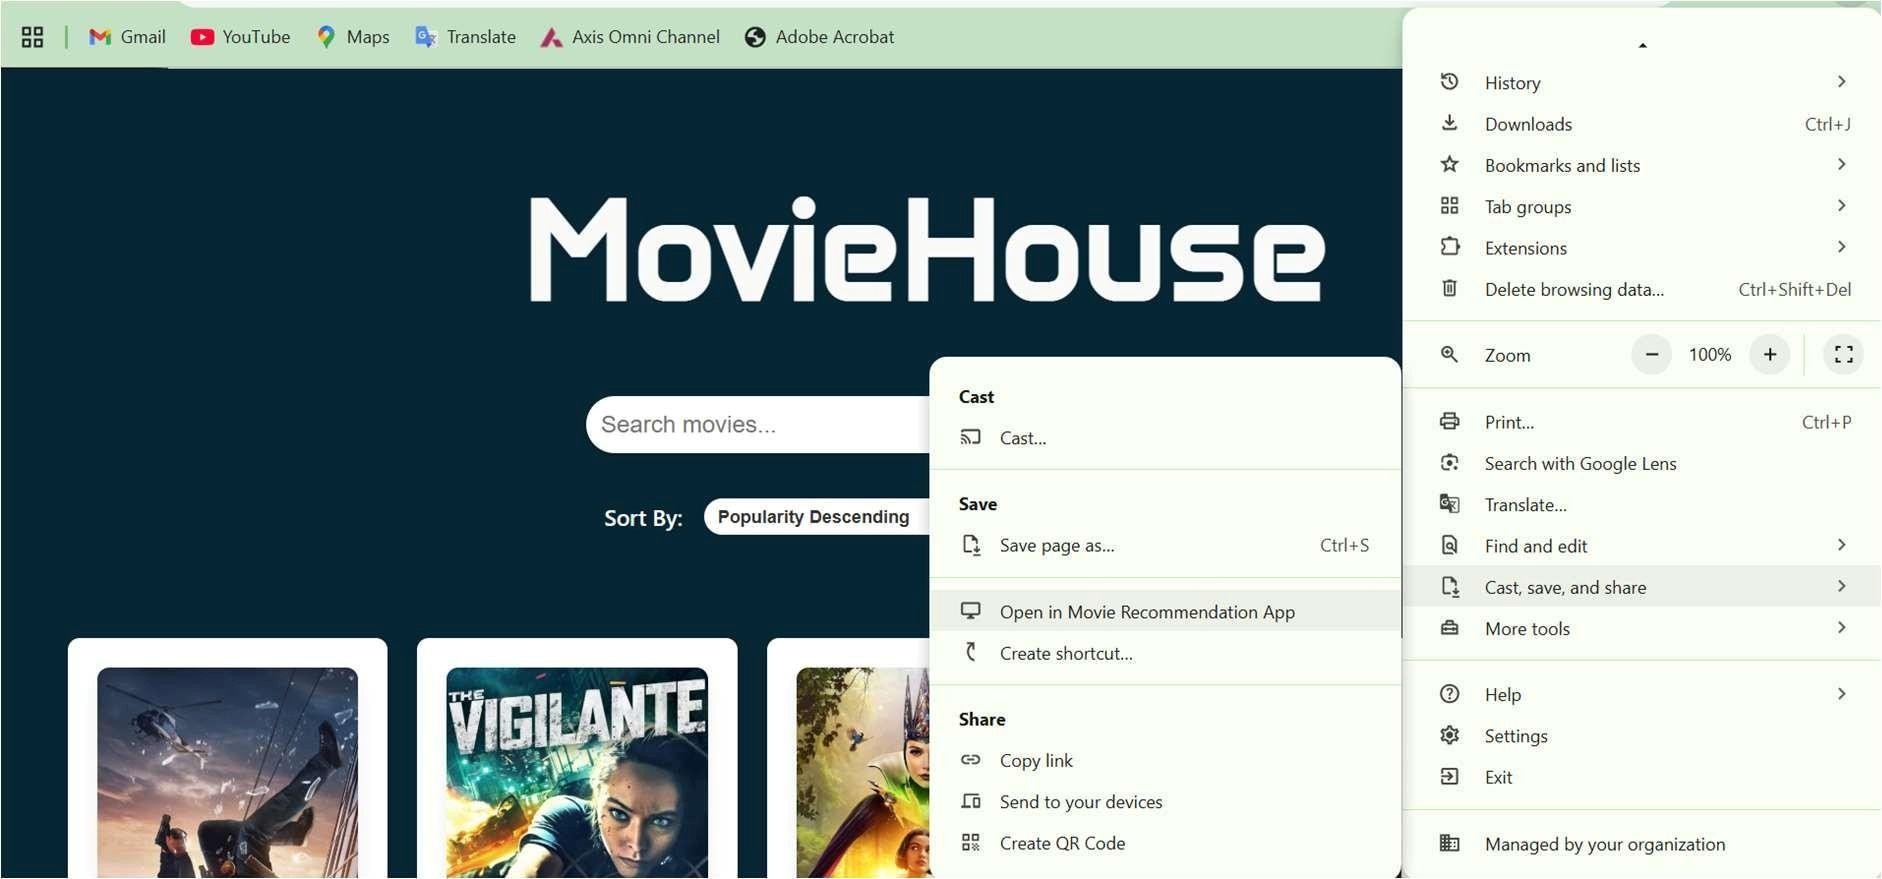 Gmail YouTube Maps Translate Axis Omni Channel Adobe Acrobat
MovieHouse
Search movies...
Sort By: Popularity Descending
THE
VIGILANTE
Cast
Cast...
Save
Save page as... Ctrl+S
Open in Movie Recommendation App
Create shortcut...
Share
Copy link
Send to your devices
Create QR Code
History
Downloads Ctrl+J
Bookmarks and lists
Tab groups
Extensions
Delete browsing data... Ctrl+Shift+Del
Zoom 100%
Print... Ctrl+P
Search with Google Lens
Translate...
Find and edit
Cast, save, and share
More tools
Help
Settings
Exit
Managed by your organization